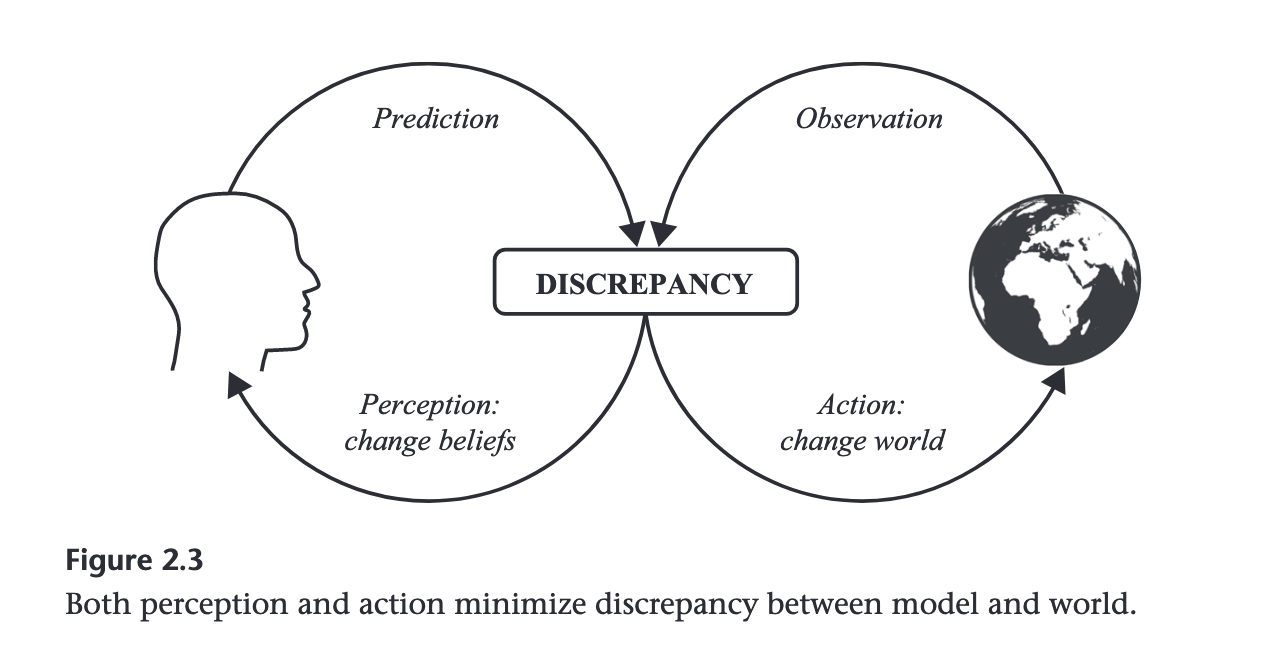 Prediction
Observation
DISCREPANCY
Perception:
change beliefs
Action:
change world
Figure 2.3
Both perception and action minimize discrepancy between model and world.